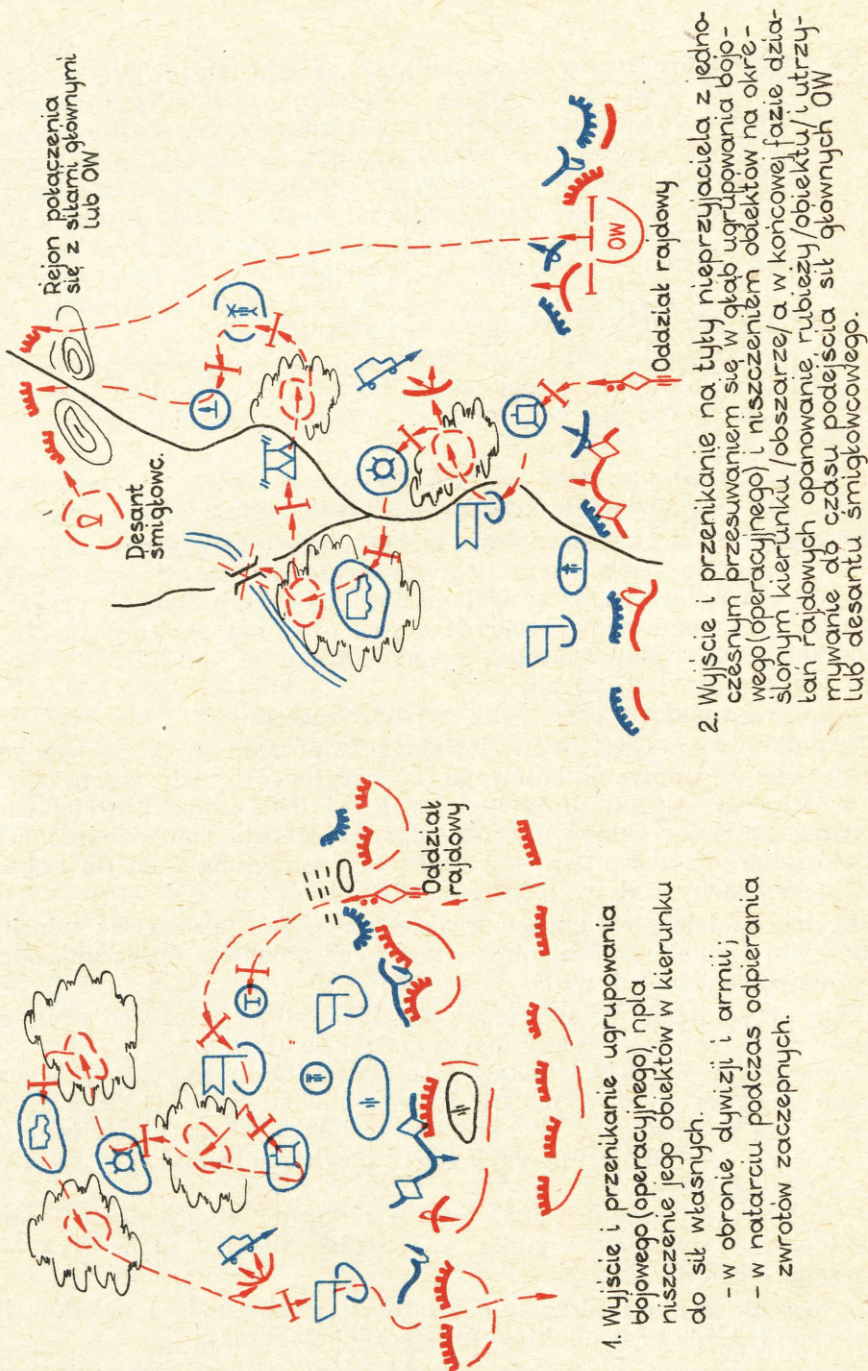 Oddział
rajdowy
1. Wyjście i przenikanie ugrupowania
bojowego (operacyjnego) npla
niszczenie jego obiektów w kierunku
do sił własnych.
- w obronie dywizji i armii;
- w natarciu podczas odpierania
zwrotów zaczepnych.
Rejon połączenia
się z siłami głównymi
lub OW
Desant
śmigłowc.
OW
Oddział rajdowy
2. Wyjście i przenikanie na tyły nieprzyjaciela z jedno-
czesnym przesuwaniem się w głąb ugrupowania bojo-
wego (operacyjnego) i niszczeniem obiektów na okre-
ślonym kierunku /obszarze/ a w końcowej fazie dzia-
łań rajdowych opanowanie rubieży /obiektu/ i utrzy-
mywanie do czasu podejścia sił głównych OW
lub desantu śmigłowcowego.